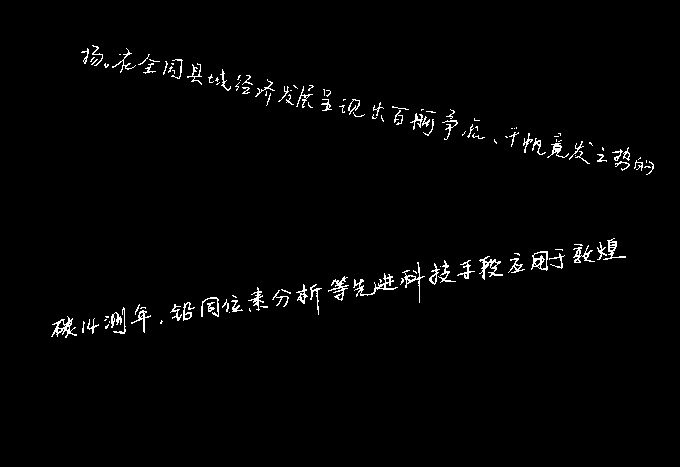 扬。在全国县域经济发展呈现出百舸争流、千帆竟发之势的
碳14测年,铅同位素分析等先进科技手段应用于敦煌